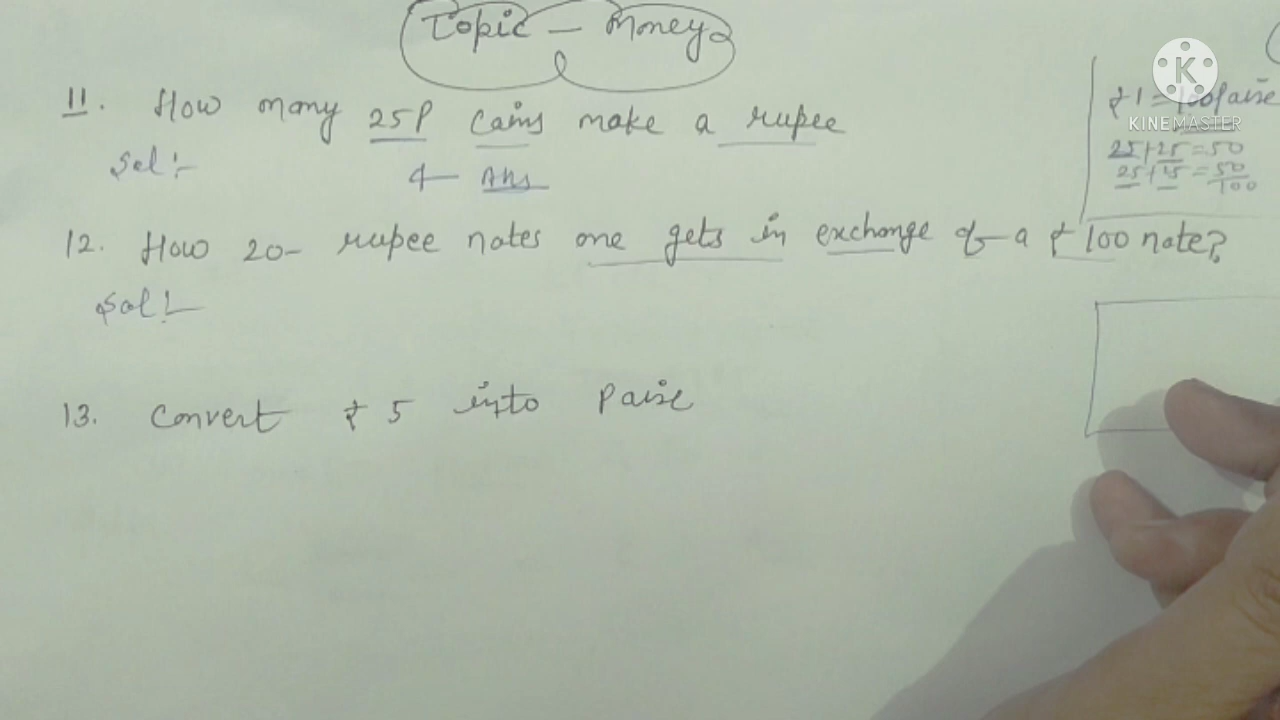 Topic - Money
11. How many 25P Coins make a rupee
Sol:-
4 Ans
₹ 1 = 100 Paise
25+25=50
25+25=50
100
12. How 20- rupee notes one gets in exchange of a ₹ 100 note?
Sol:-
13. Convert ₹ 5 into Paise
K
KINEMASTER